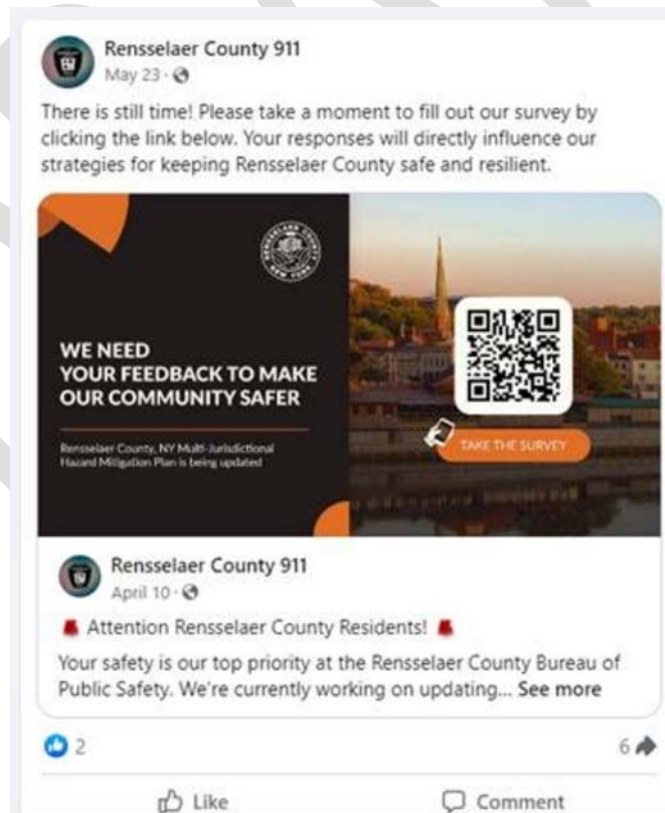 Rensselaer County 911
May 23
There is still time! Please take a moment to fill out our survey by
clicking the link below. Your responses will directly influence our
strategies for keeping Rensselaer County safe and resilient.
RENSSELAER COUNTY
NEW YORK
WE NEED
YOUR FEEDBACK TO MAKE
OUR COMMUNITY SAFER
Rensselaer County, NY Multi-Jurisdictional
Hazard Mitigation Plan is being updated
TAKE THE SURVEY
Rensselaer County 911
April 10
Attention Rensselaer County Residents!
Your safety is our top priority at the Rensselaer County Bureau of
Public Safety. We're currently working on updating... See more
2
6
Like
Comment